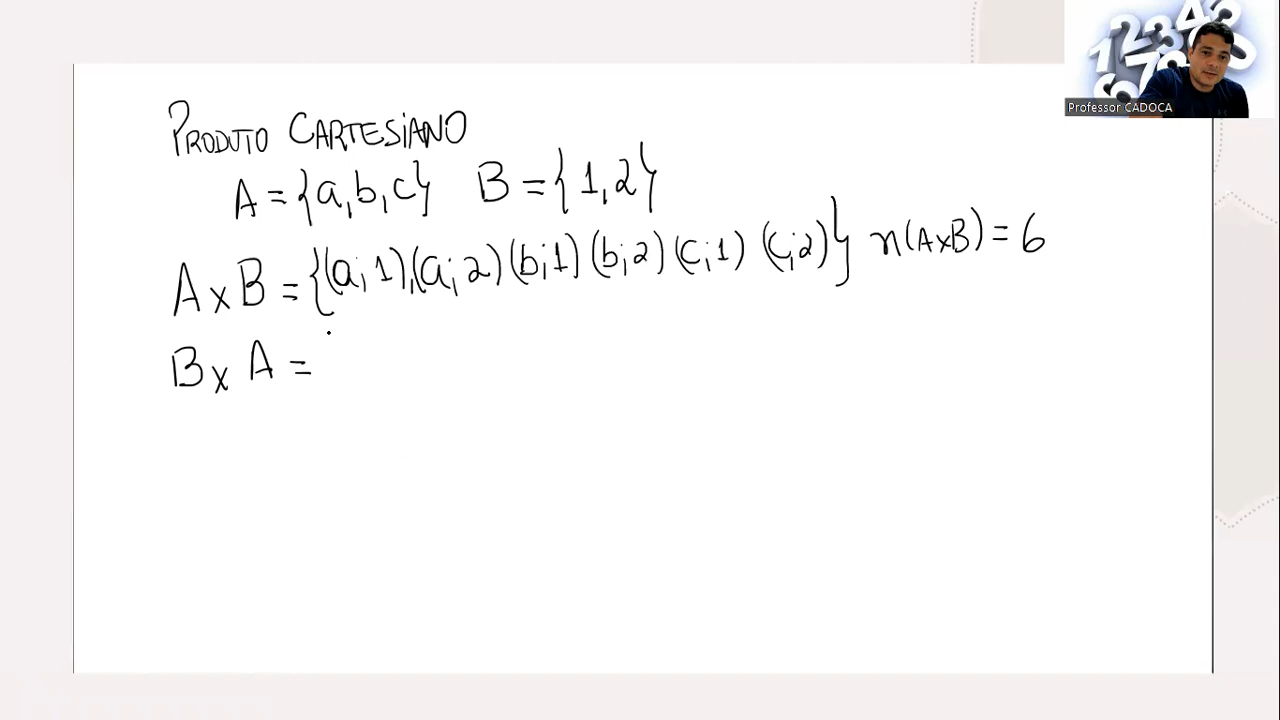 Professor CADOCA
PRODUTO CARTESIANO
A = {a, b, c} B = {1, 2}
A x B = {(a; 1), (a; 2) (b; 1) (b; 2) (c; 1) (c; 2)} n(A x B) = 6
B x A =